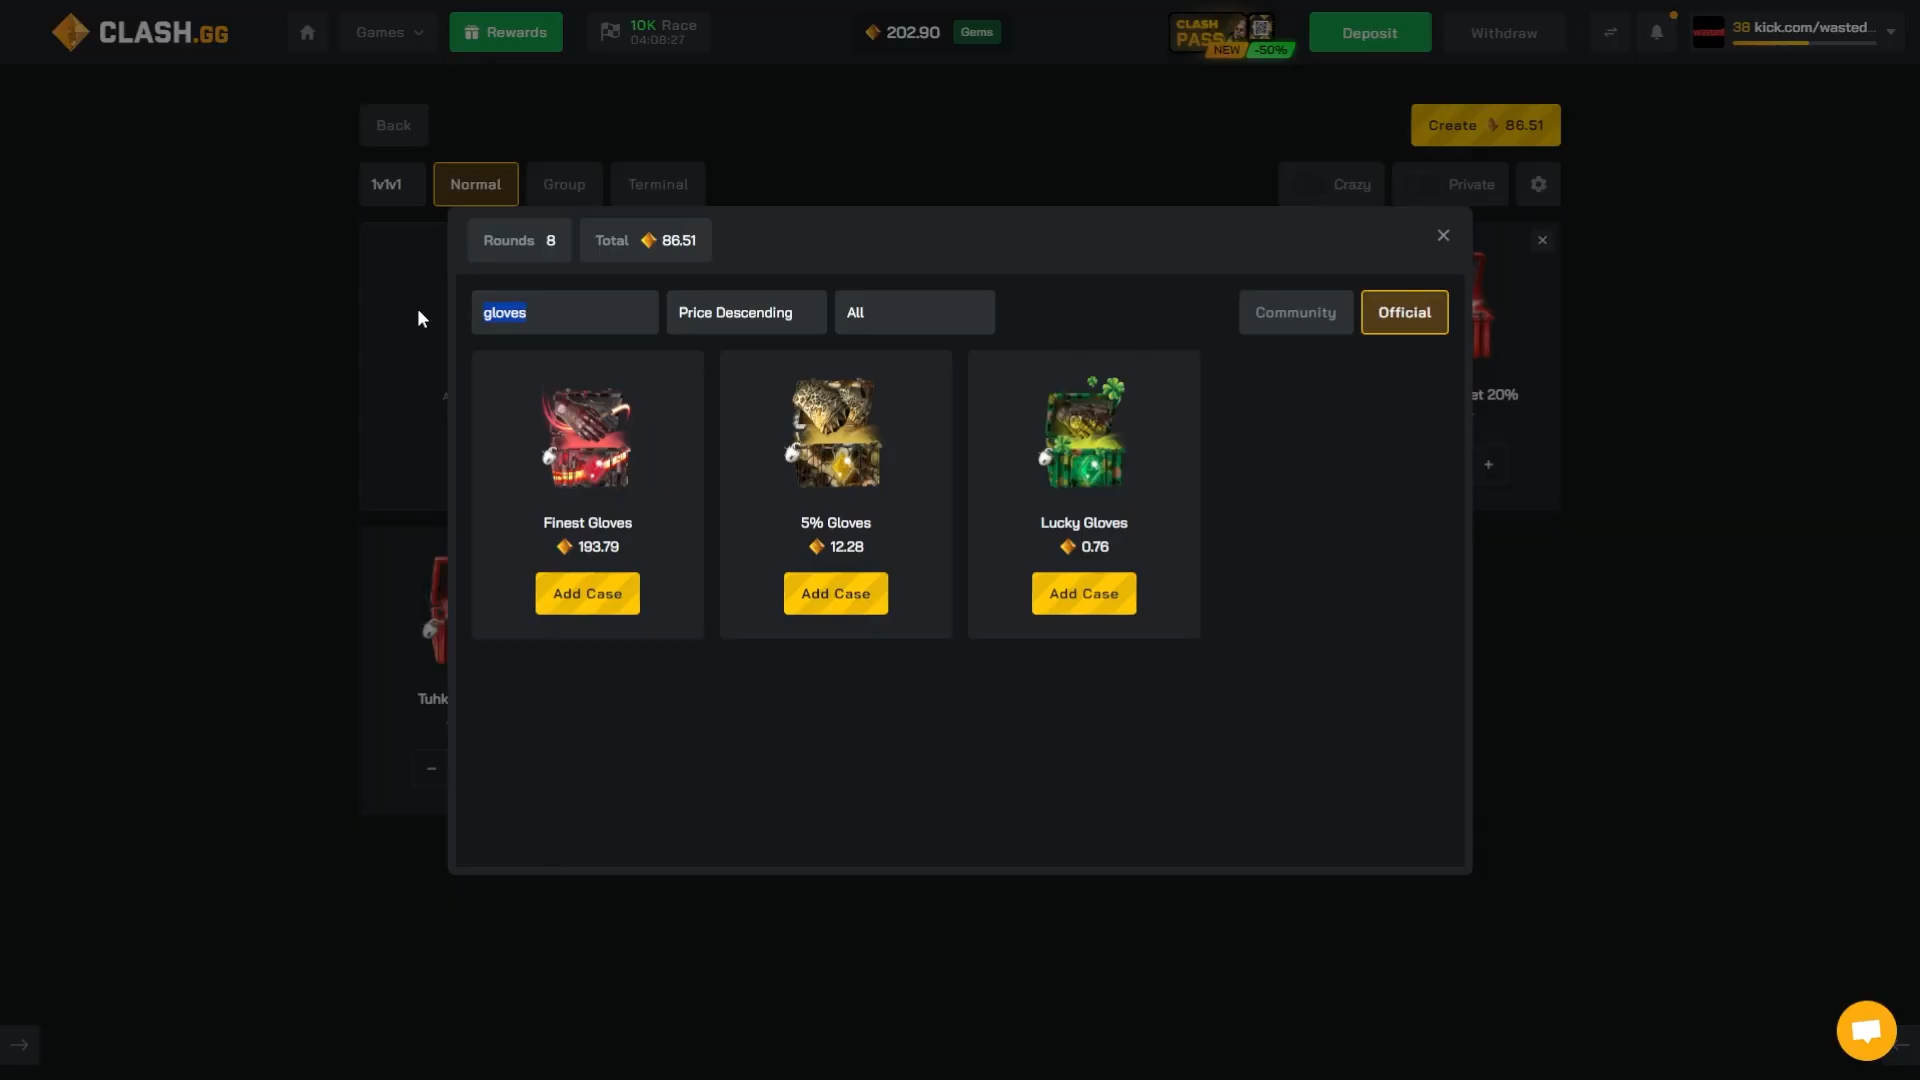 CLASH.GG
Games
Rewards
10K Race
04:08:27
202.90
Gems
CLASH
PASS
NEW
-50%
Deposit
Withdraw
38 kick.com/wasted...
Back
Create 86.51
1v1v1
Normal
Group
Terminal
Crazy
Private
Rounds 8
Total 86.51
gloves
Price Descending
All
Community
Official
et 20%
Finest Gloves
193.79
Add Case
5% Gloves
12.28
Add Case
Lucky Gloves
0.76
Add Case
Tuhk